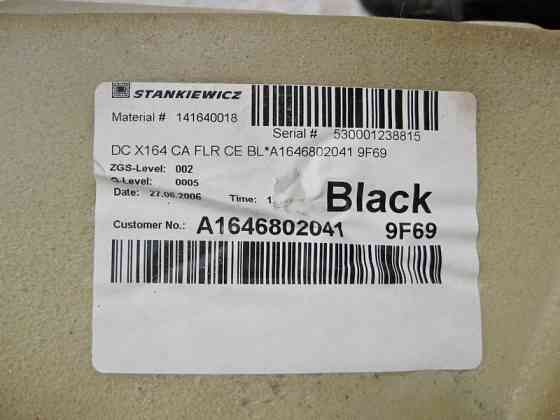 STANKIEWICZ
Material # 141640018
Serial # 530001238815
DC X164 CA FLR CE BL*A1646802041 9F69
ZGS-Level: 002
Q-Level: 0005
Date: 27.06.2006 Time: 1
Black
Customer No.: A1646802041 9F69